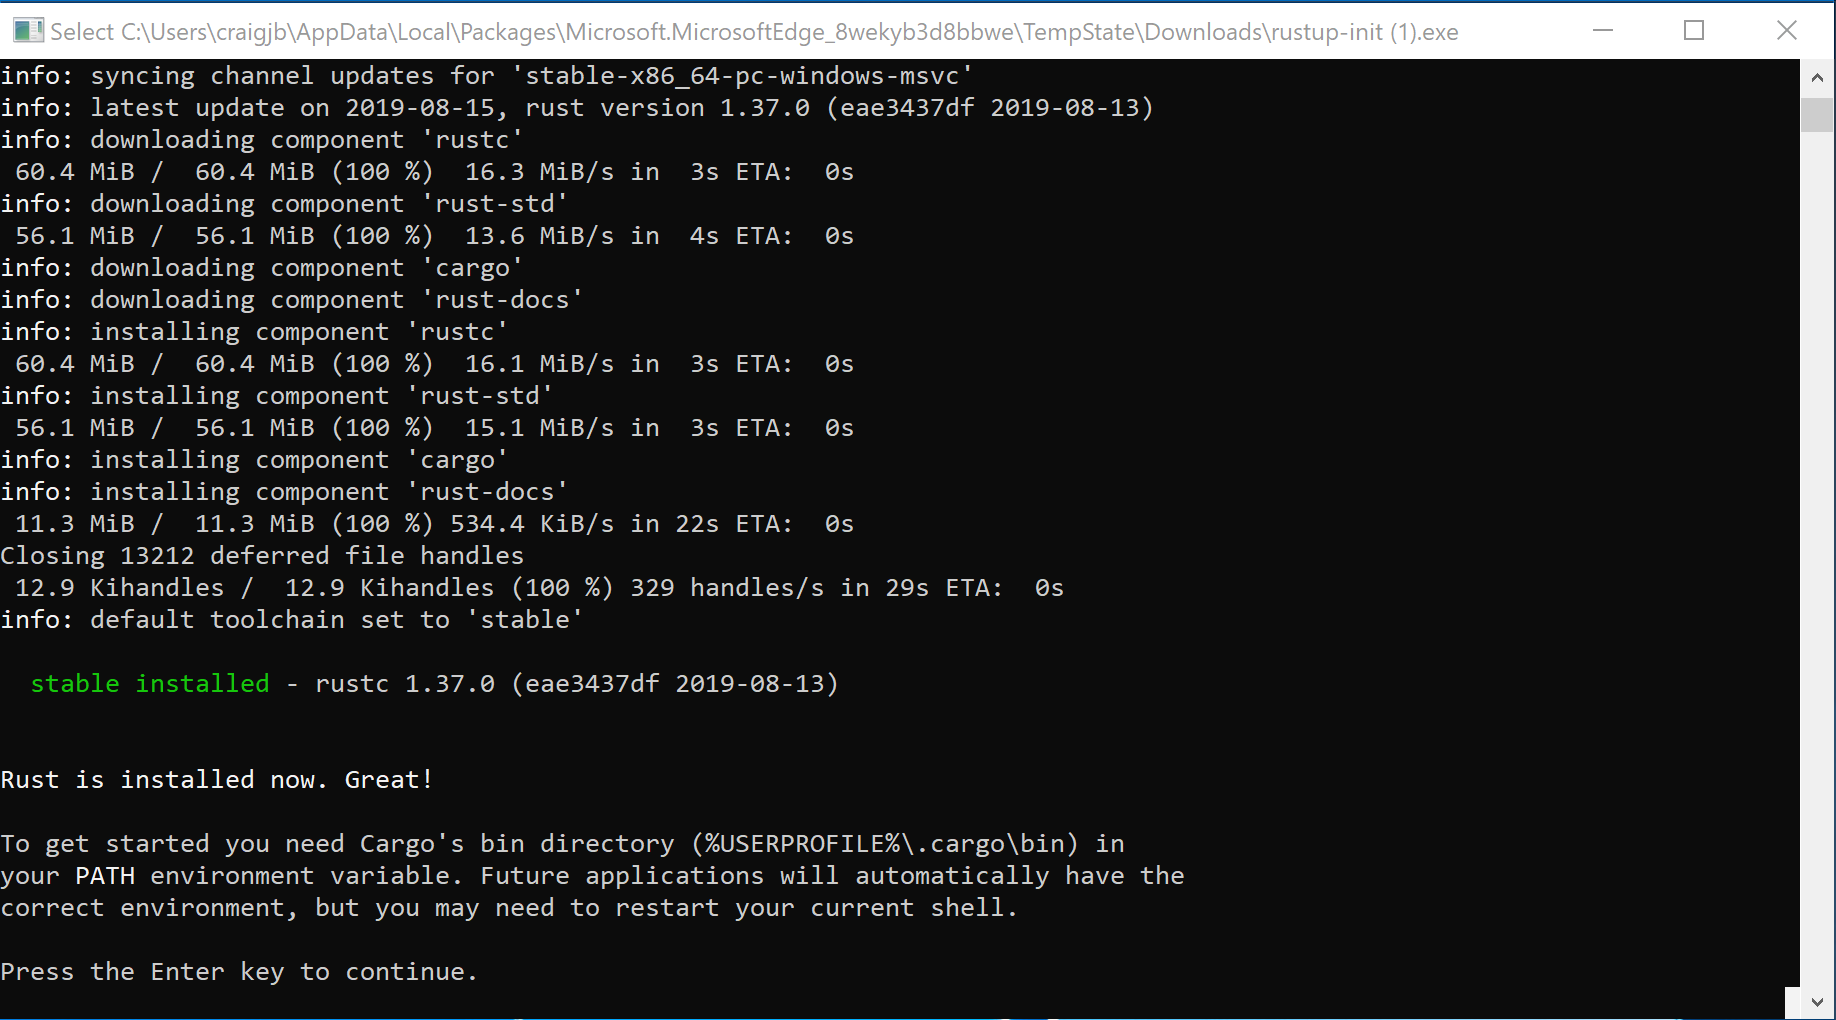 Select C:\Users\craigjb\AppData\Local\Packages\Microsoft.MicrosoftEdge_8wekyb3d8bbwe\TempState\Downloads\rustup-init (1).exe
info: syncing channel updates for 'stable-x86_64-pc-windows-msvc'
info: latest update on 2019-08-15, rust version 1.37.0 (eae3437df 2019-08-13)
info: downloading component 'rustc'
 60.4 MiB /  60.4 MiB (100 %)  16.3 MiB/s in  3s ETA:  0s
info: downloading component 'rust-std'
 56.1 MiB /  56.1 MiB (100 %)  13.6 MiB/s in  4s ETA:  0s
info: downloading component 'cargo'
info: downloading component 'rust-docs'
info: installing component 'rustc'
 60.4 MiB /  60.4 MiB (100 %)  16.1 MiB/s in  3s ETA:  0s
info: installing component 'rust-std'
 56.1 MiB /  56.1 MiB (100 %)  15.1 MiB/s in  3s ETA:  0s
info: installing component 'cargo'
info: installing component 'rust-docs'
 11.3 MiB /  11.3 MiB (100 %) 534.4 KiB/s in 22s ETA:  0s
Closing 13212 deferred file handles
 12.9 Kihandles /  12.9 Kihandles (100 %) 329 handles/s in 29s ETA:  0s
info: default toolchain set to 'stable'
  stable installed - rustc 1.37.0 (eae3437df 2019-08-13)
Rust is installed now. Great!
To get started you need Cargo's bin directory (%USERPROFILE%\.cargo\bin) in
your PATH environment variable. Future applications will automatically have the
correct environment, but you may need to restart your current shell.
Press the Enter key to continue.